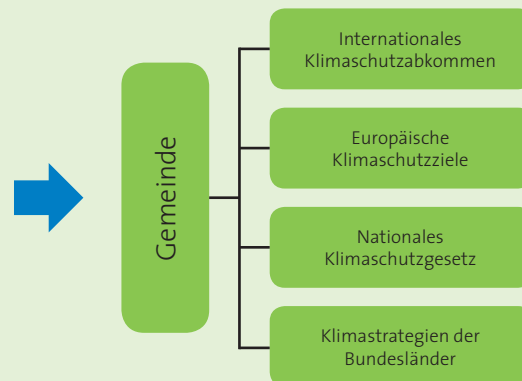 Gemeinde
Internationales
Klimaschutzabkommen
Europäische
Klimaschutzziele
Nationales
Klimaschutzgesetz
Klimastrategien der
Bundesländer